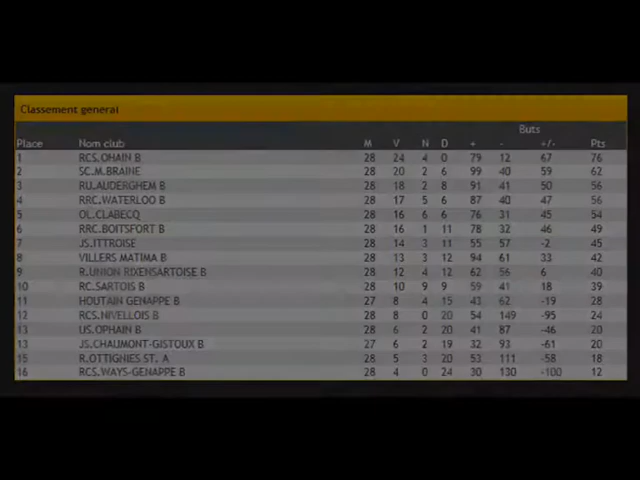 Classement general
Buts
Place Nom club M V N D + - +/- Pts
1 RCS.OHAIN B 28 24 4 0 79 12 67 76
2 SC.M.BRAINE 28 20 2 6 99 40 59 62
3 RU.AUDERGHEM B 28 18 2 8 91 41 50 56
4 RRC.WATERLOO B 28 17 5 6 87 40 47 56
5 OL.CLABECQ 28 16 6 6 76 31 45 54
6 RRC.BOITSFORT B 28 16 1 11 78 32 46 49
7 JS.ITTROISE 28 14 3 11 55 57 -2 45
8 VILLERS MATIMA B 28 13 3 12 94 61 33 42
9 R.UNION RIXENSARTOISE B 28 12 4 12 62 56 6 40
10 RC.SARTOIS B 28 10 9 9 59 41 18 39
11 HOUTAIN GENAPPE B 27 8 4 15 43 62 -19 28
12 RCS.NIVELLOIS B 28 8 0 20 54 149 -95 24
13 US.OPHAIN B 28 6 2 20 41 87 -46 20
13 JS.CHAUMONT-GISTOUX B 27 6 2 19 32 93 -61 20
15 R.OTTIGNIES ST. A 28 5 3 20 53 111 -58 18
16 RCS.WAYS-GENAPPE B 28 4 0 24 30 130 -100 12